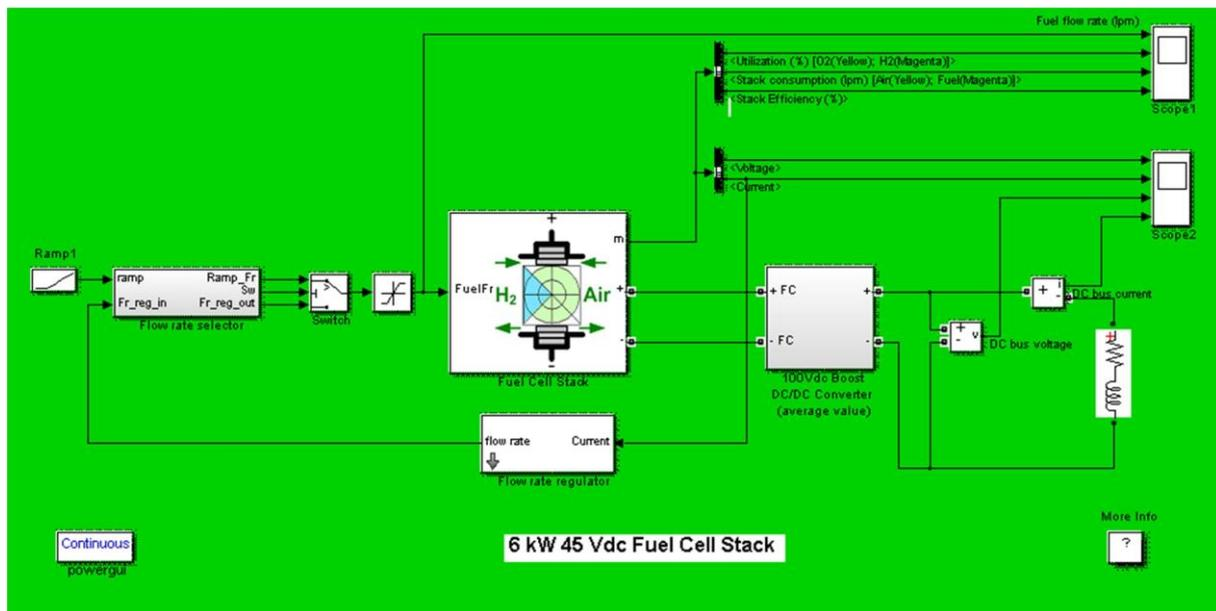 Fuel flow rate (lpm)
<Utilization (%) [O2(Yellow); H2(Magenta)]>
<Stack consumption (lpm) [Air(Yellow); Fuel(Magenta)]>
<Stack Efficiency (%)>
Scope1
<Voltage>
<Current>
Scope2
Ramp1
ramp
Fr_reg_in
Ramp_Fr
Sw
Fr_reg_out
Flow rate selector
Switch
+
m
FuelFr
H2
Air
+
-
-
Fuel Cell Stack
+ FC
- FC
+
-
100Vdc Boost
DC/DC Converter
(average value)
+
i
-
DC bus current
+
-
v
DC bus voltage
+
flow rate
Current
Flow rate regulator
Continuous
powergui
6 kW 45 Vdc Fuel Cell Stack
More Info
?